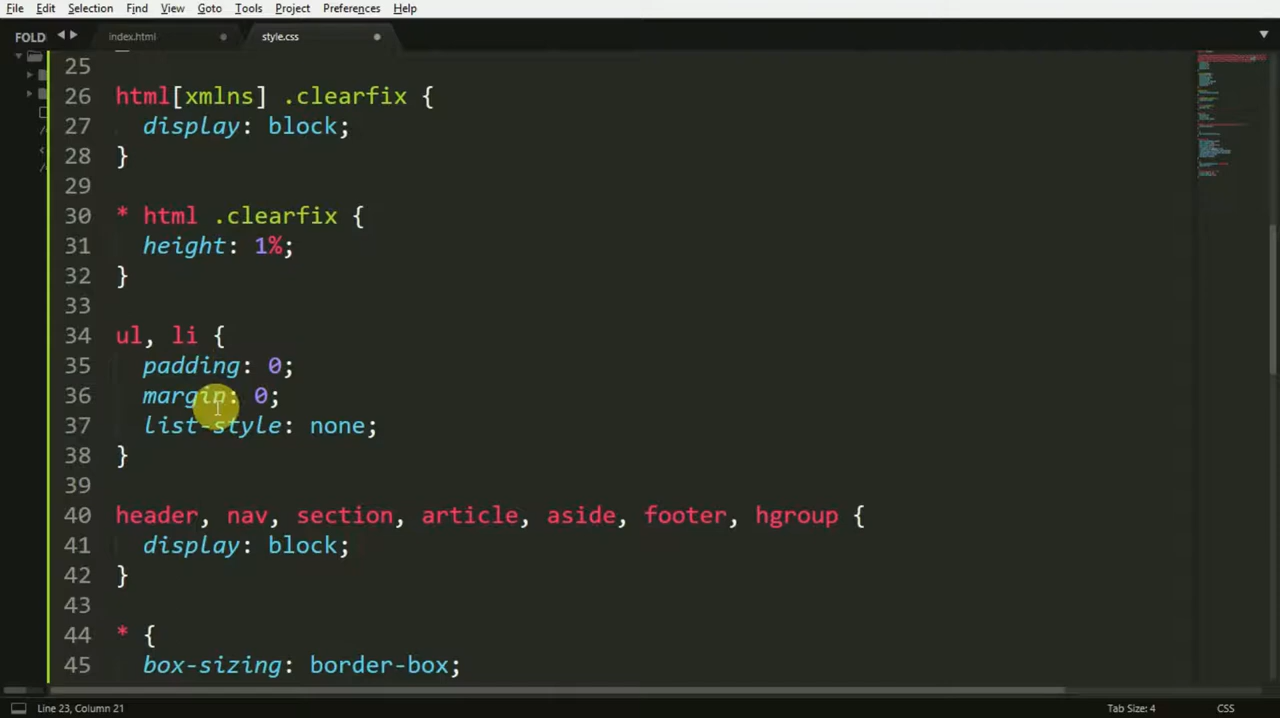 File Edit Selection Find View Goto Tools Project Preferences Help
FOLD index.html style.css
25
26 html[xmlns] .clearfix {
27 display: block;
28 }
29
30 * html .clearfix {
31 height: 1%;
32 }
33
34 ul, li {
35 padding: 0;
36 margin: 0;
37 list-style: none;
38 }
39
40 header, nav, section, article, aside, footer, hgroup {
41 display: block;
42 }
43
44 * {
45 box-sizing: border-box;
Line 23, Column 21 Tab Size: 4 CSS